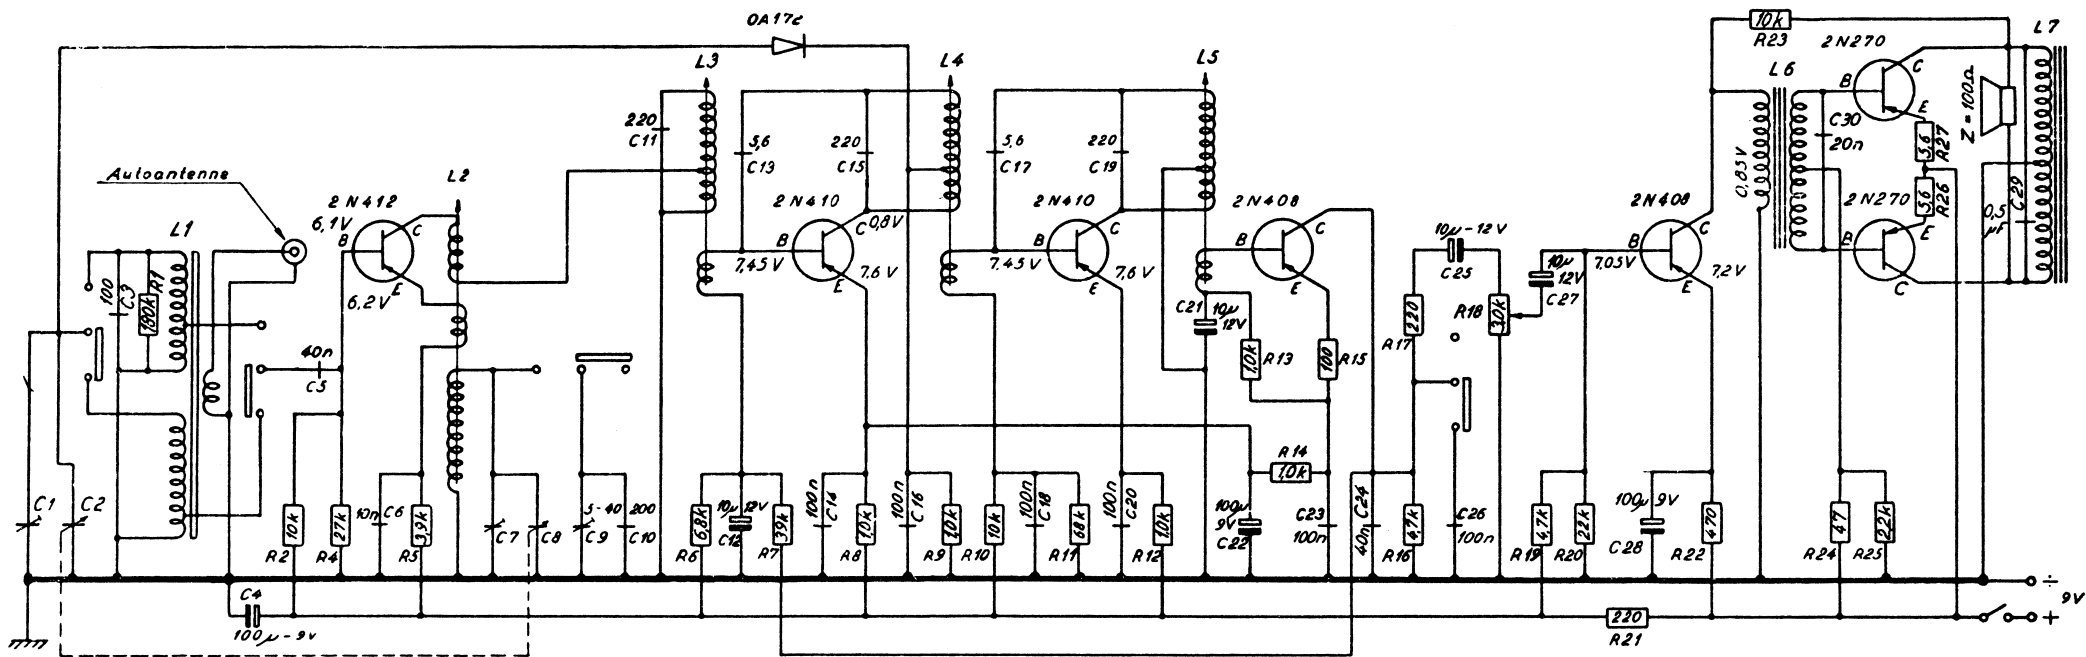 OA17c
10k
R23
L7
2N270
L6
B
C
E
C30
20n
5,6
R27
Z=100Ω
0,85V
2N270
5,6
R26
B
E
C
0,5
µF
C29
L3
L4
L5
220
C11
5,6
C13
220
C15
5,6
C17
220
C19
Autoantenne
L1
L2
2N412
6,1V
B
C
E
6,2V
2N410
B
C
E
0,8V
7,45V
7,6V
2N410
B
C
E
7,45V
7,6V
2N408
B
C
E
2N408
B
C
E
7,05V
7,2V
100
C3
180k
R1
40n
C5
C21
10µ
12V
1,0k
R13
100
R15
220
R17
10µ-12V
C25
R18
30k
10µ
12V
C27
C1
C2
10k
R2
27k
R4
10n
C6
3,9k
R5
C7
C8
5-40
C9
200
C10
6,8k
R6
10µ
12V
C12
39k
R7
100n
C14
1,0k
R8
100n
C16
1,0k
R9
10k
R10
100n
C18
68k
R11
100n
C20
1,0k
R12
100µ
9V
C22
R14
1,0k
C23
100n
C24
40n
4,7k
R16
C26
100n
4,7k
R19
22k
R20
100µ 9V
C28
470
R22
47
R24
2,2k
R25
C4
100µ-9V
220
R21
÷
9V
+